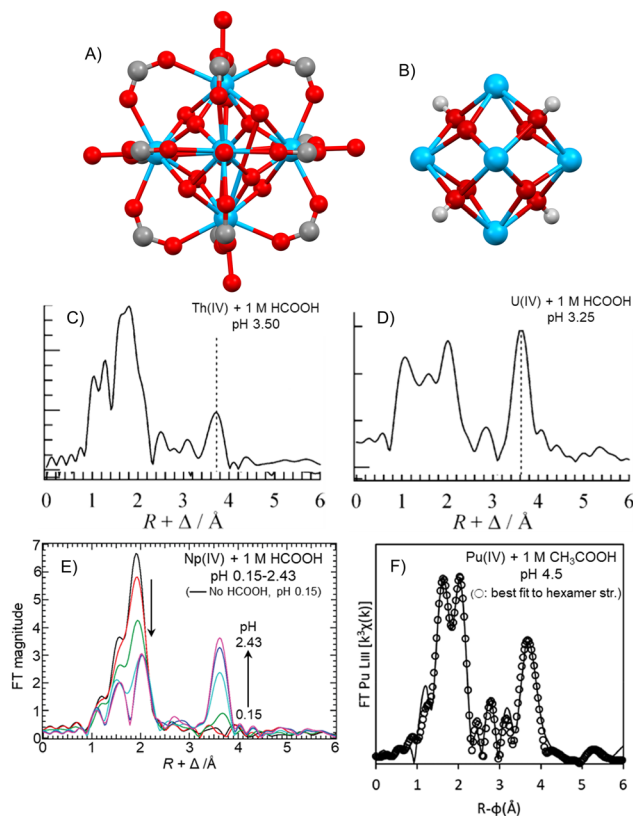 A)
B)
C)
Th(IV) + 1 M HCOOH
pH 3.50
1 2 3 4 5 6
R + Δ / Å
D)
U(IV) + 1 M HCOOH
pH 3.25
0 1 2 3 4 5 6
R + Δ / Å
E)
Np(IV) + 1 M HCOOH
pH 0.15-2.43
(— No HCOOH, pH 0.15)
pH
2.43
0.15
FT magnitude
7
6
5
4
3
2
1
0
0 1 2 3 4 5 6
R + Δ /Å
F)
Pu(IV) + 1 M CH₃COOH
pH 4.5
(○: best fit to hexamer str.)
FT Pu LIII [k³χ(k)]
0 1 2 3 4 5 6
R-ϕ(Å)